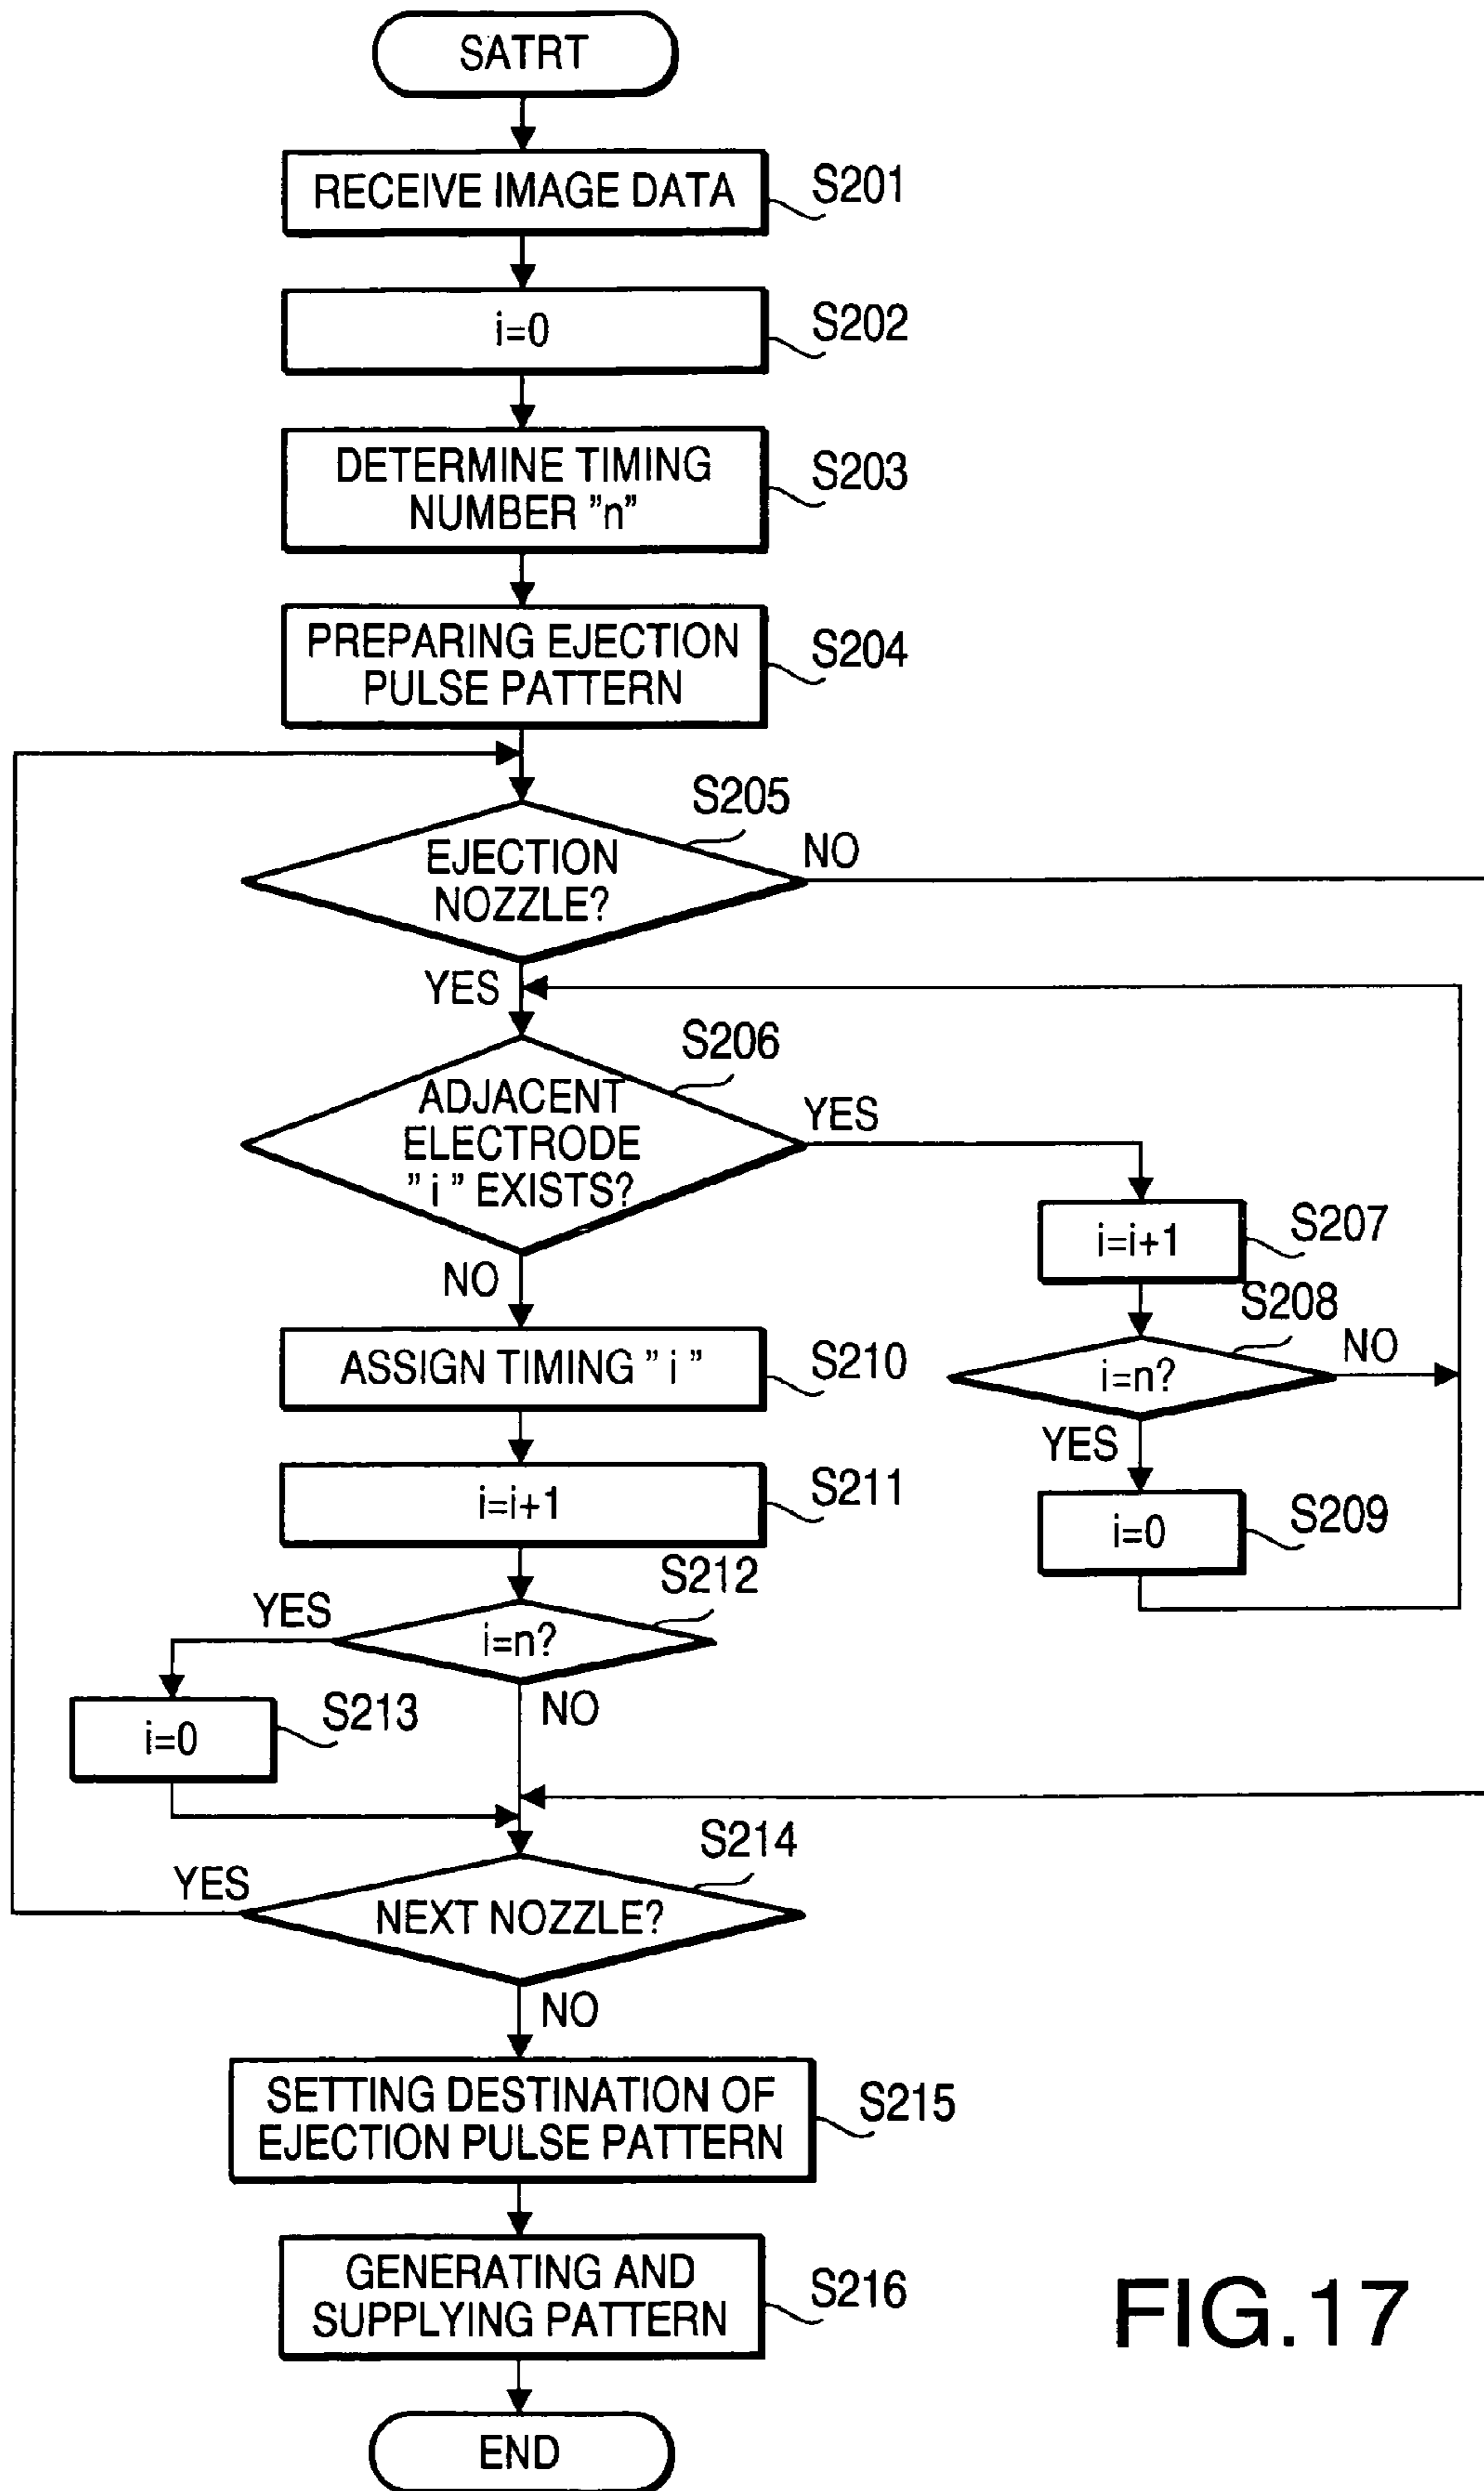 SATRT
RECEIVE IMAGE DATA
S201
i=0
S202
DETERMINE TIMING
NUMBER ”n”
S203
PREPARING EJECTION
PULSE PATTERN
S204
S205
EJECTION
NOZZLE?
NO
YES
S206
ADJACENT
ELECTRODE
” i ” EXISTS?
YES
NO
i=i+1
S207
S208
i=n?
NO
YES
i=0
S209
ASSIGN TIMING ” i ”
S210
i=i+1
S211
S212
i=n?
YES
NO
i=0
S213
S214
NEXT NOZZLE?
YES
NO
SETTING DESTINATION OF
EJECTION PULSE PATTERN
S215
GENERATING AND
SUPPLYING PATTERN
S216
END
FIG.17